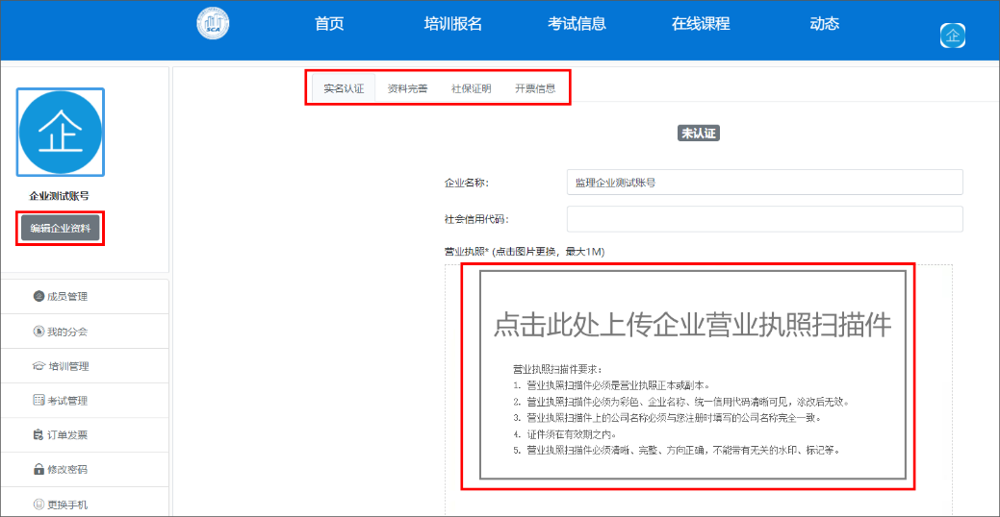 SCA
首页
培训报名
考试信息
在线课程
动态
企
企
企业测试账号
编辑企业资料
成员管理
我的分会
培训管理
考试管理
订单发票
修改密码
更换手机
实名认证
资料完善
社保证明
开票信息
未认证
企业名称:
监理企业测试账号
社会信用代码:
营业执照* (点击图片更换, 最大1M)
点击此处上传企业营业执照扫描件
营业执照扫描件要求:
1. 营业执照扫描件必须是营业执照正本或副本。
2. 营业执照扫描件必须为彩色、企业名称、统一信用代码清晰可见，涂改后无效。
3. 营业执照扫描件上的公司名称必须与您注册时填写的公司名称完全一致。
4. 证件须在有效期之内。
5. 营业执照扫描件必须清晰、完整、方向正确，不能带有无关的水印、标记等。